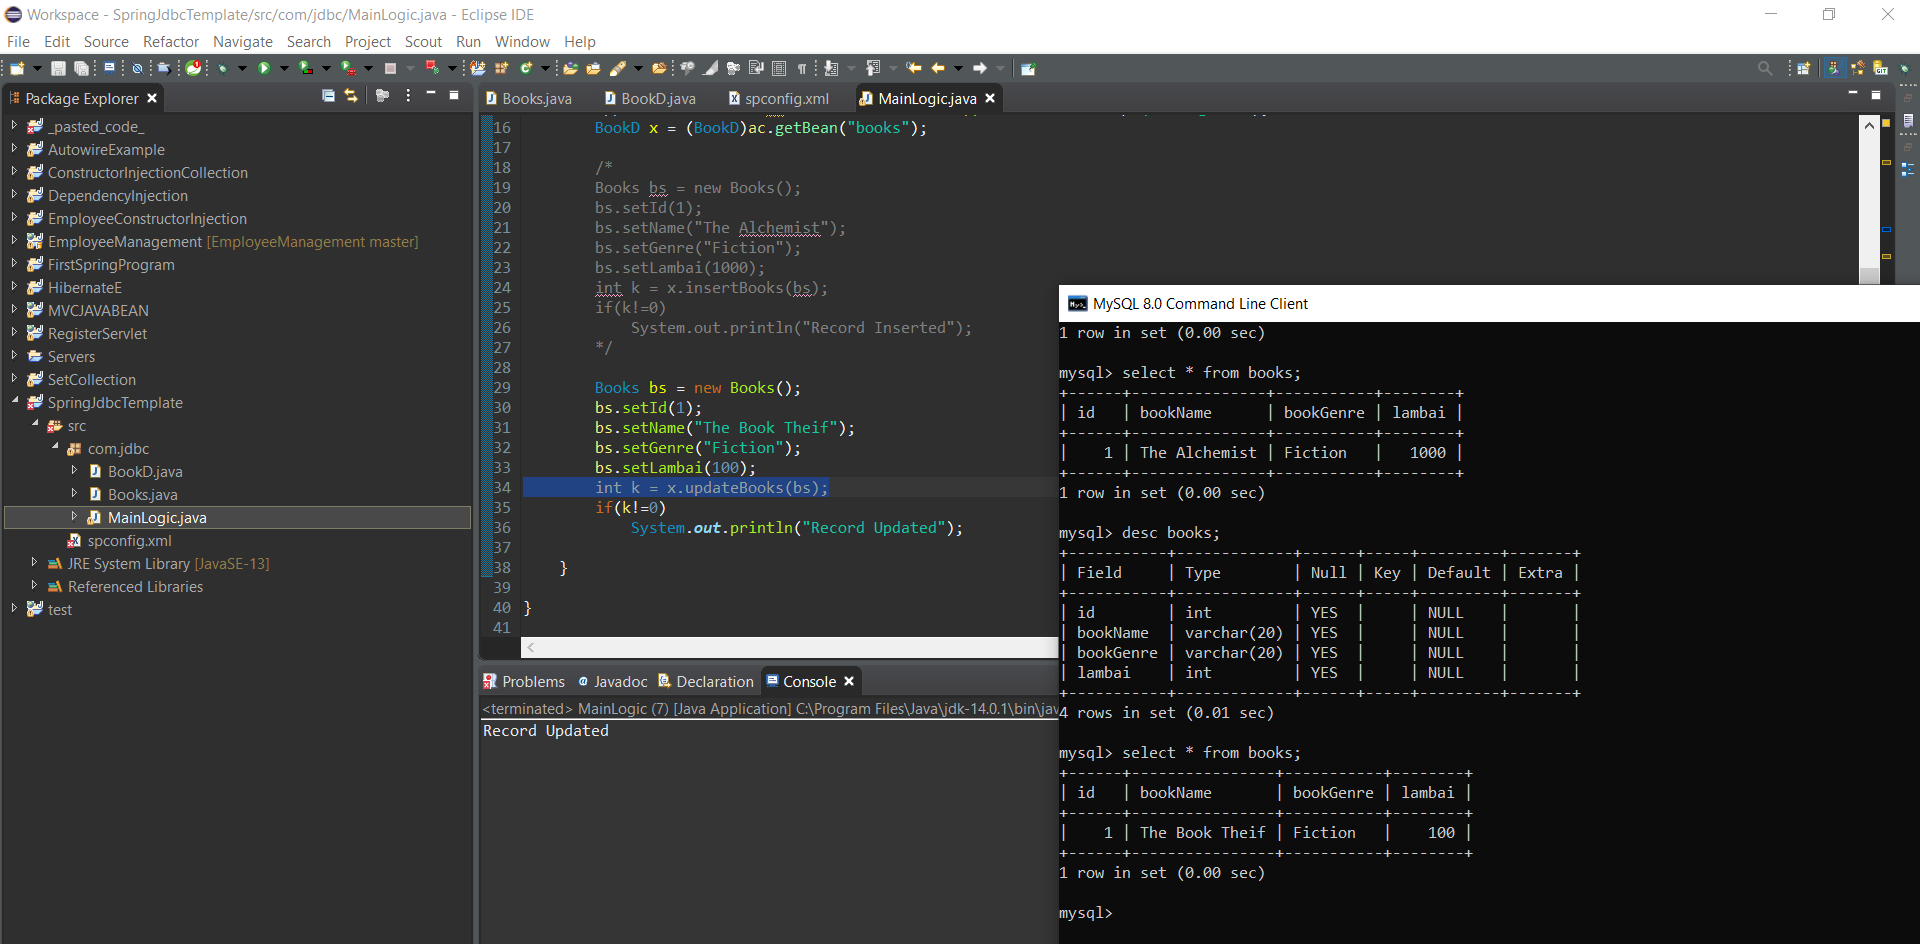 Workspace - SpringJdbcTemplate/src/com/jdbc/MainLogic.java - Eclipse IDE
File Edit Source Refactor Navigate Search Project Scout Run Window Help
Package Explorer
_pasted_code_
AutowireExample
ConstructorInjectionCollection
DependencyInjection
EmployeeConstructorInjection
EmployeeManagement [EmployeeManagement master]
FirstSpringProgram
HibernateE
MVCJAVABEAN
RegisterServlet
Servers
SetCollection
SpringJdbcTemplate
src
com.jdbc
BookD.java
Books.java
MainLogic.java
spconfig.xml
JRE System Library [JavaSE-13]
Referenced Libraries
test
Books.java BookD.java spconfig.xml MainLogic.java
16 BookD x = (BookD)ac.getBean("books");
17
18 /*
19 Books bs = new Books();
20 bs.setId(1);
21 bs.setName("The Alchemist");
22 bs.setGenre("Fiction");
23 bs.setLambai(1000);
24 int k = x.insertBooks(bs);
25 if(k!=0)
26 System.out.println("Record Inserted");
27 */
28
29 Books bs = new Books();
30 bs.setId(1);
31 bs.setName("The Book Theif");
32 bs.setGenre("Fiction");
33 bs.setLambai(100);
34 int k = x.updateBooks(bs);
35 if(k!=0)
36 System.out.println("Record Updated");
37
38 }
39
40 }
41
Problems Javadoc Declaration Console
<terminated> MainLogic (7) [Java Application] C:\Program Files\Java\jdk-14.0.1\bin\jav
Record Updated
MySQL 8.0 Command Line Client
1 row in set (0.00 sec)
mysql> select * from books;
+------+---------------+-----------+--------+
| id   | bookName      | bookGenre | lambai |
+------+---------------+-----------+--------+
|    1 | The Alchemist | Fiction   |   1000 |
+------+---------------+-----------+--------+
1 row in set (0.00 sec)
mysql> desc books;
+-----------+-------------+------+-----+---------+-------+
| Field     | Type        | Null | Key | Default | Extra |
+-----------+-------------+------+-----+---------+-------+
| id        | int         | YES  |     | NULL    |       |
| bookName  | varchar(20) | YES  |     | NULL    |       |
| bookGenre | varchar(20) | YES  |     | NULL    |       |
| lambai    | int         | YES  |     | NULL    |       |
+-----------+-------------+------+-----+---------+-------+
4 rows in set (0.01 sec)
mysql> select * from books;
+------+----------------+-----------+--------+
| id   | bookName       | bookGenre | lambai |
+------+----------------+-----------+--------+
|    1 | The Book Theif | Fiction   |    100 |
+------+----------------+-----------+--------+
1 row in set (0.00 sec)
mysql>